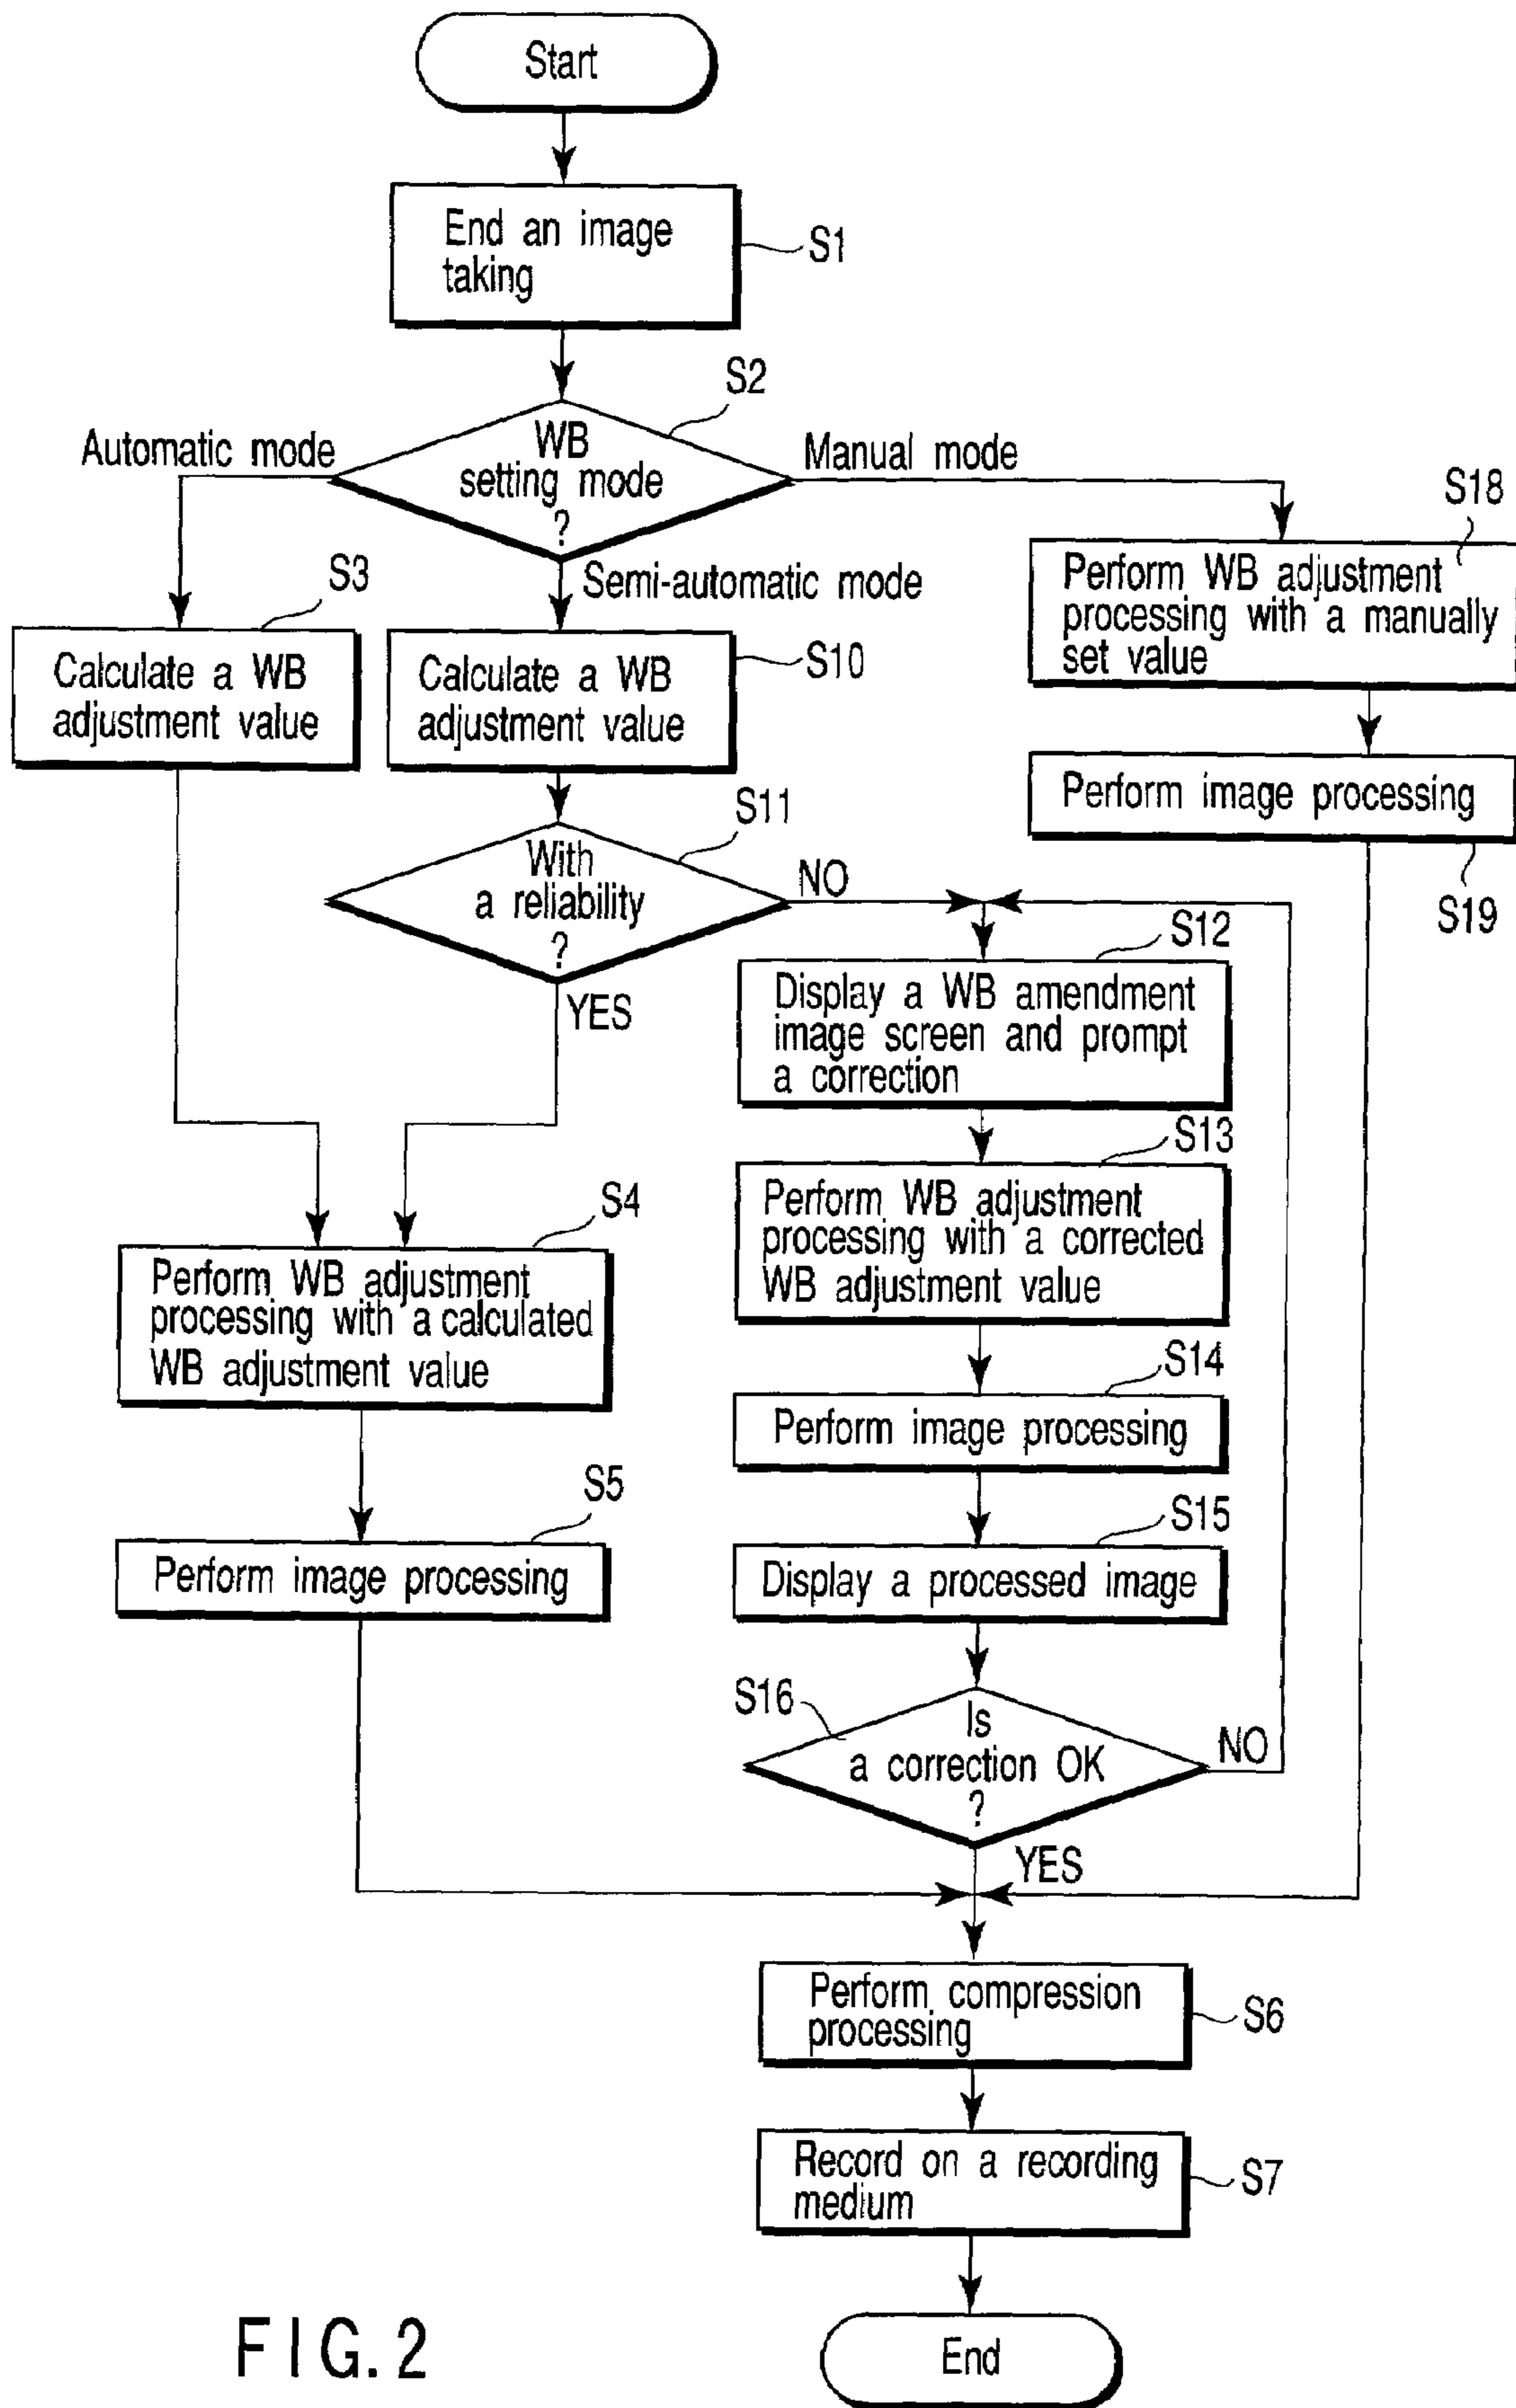 Start
End an image
taking
S1
S2
WB
setting mode
?
Automatic mode
Manual mode
Semi-automatic mode
S18
Perform WB adjustment
processing with a manually
set value
S3
Calculate a WB
adjustment value
S10
Calculate a WB
adjustment value
Perform image processing
S19
S11
With
a reliability
?
NO
YES
S12
Display a WB amendment
image screen and prompt
a correction
S13
Perform WB adjustment
processing with a corrected
WB adjustment value
S4
Perform WB adjustment
processing with a calculated
WB adjustment value
S14
Perform image processing
S5
Perform image processing
S15
Display a processed image
S16
Is
a correction OK
?
NO
YES
Perform compression
processing
S6
Record on a recording
medium
S7
End
FIG. 2